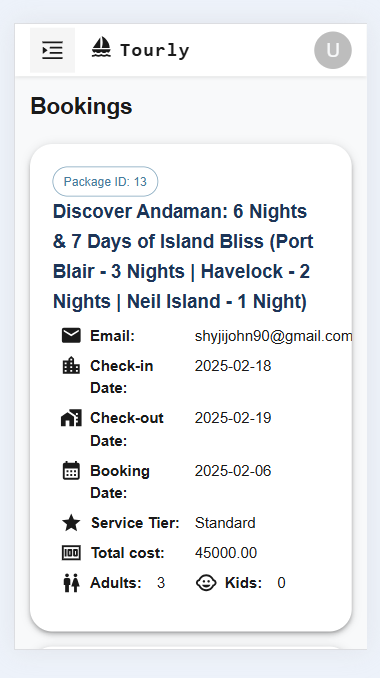 Tourly
U
Bookings
Package ID: 13
Discover Andaman: 6 Nights
& 7 Days of Island Bliss (Port
Blair - 3 Nights | Havelock - 2
Nights | Neil Island - 1 Night)
Email: shyjijohn90@gmail.com
Check-in 2025-02-18
Date:
Check-out 2025-02-19
Date:
Booking 2025-02-06
Date:
Service Tier: Standard
Total cost: 45000.00
Adults: 3 Kids: 0